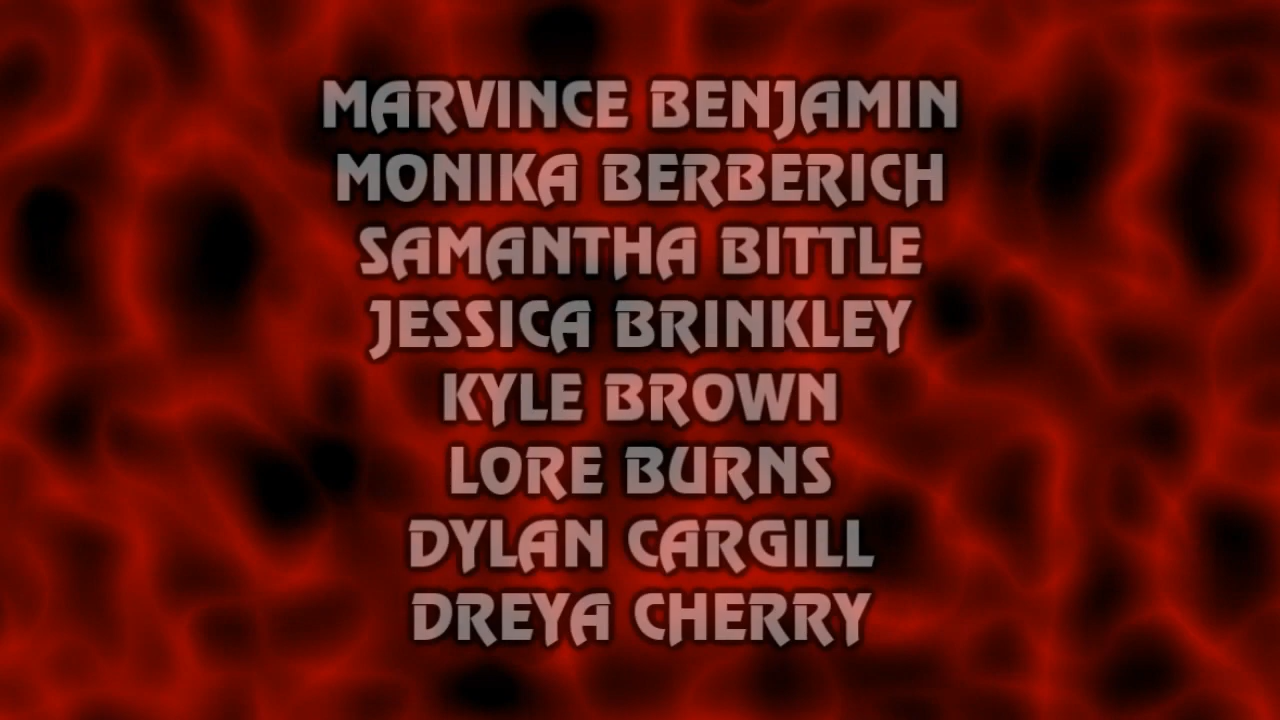 MARVINCE BENJAMIN
MONIKA BERBERICH
SAMANTHA BITTLE
JESSICA BRINKLEY
KYLE BROWN
LORE BURNS
DYLAN CARGILL
DREYA CHERRY